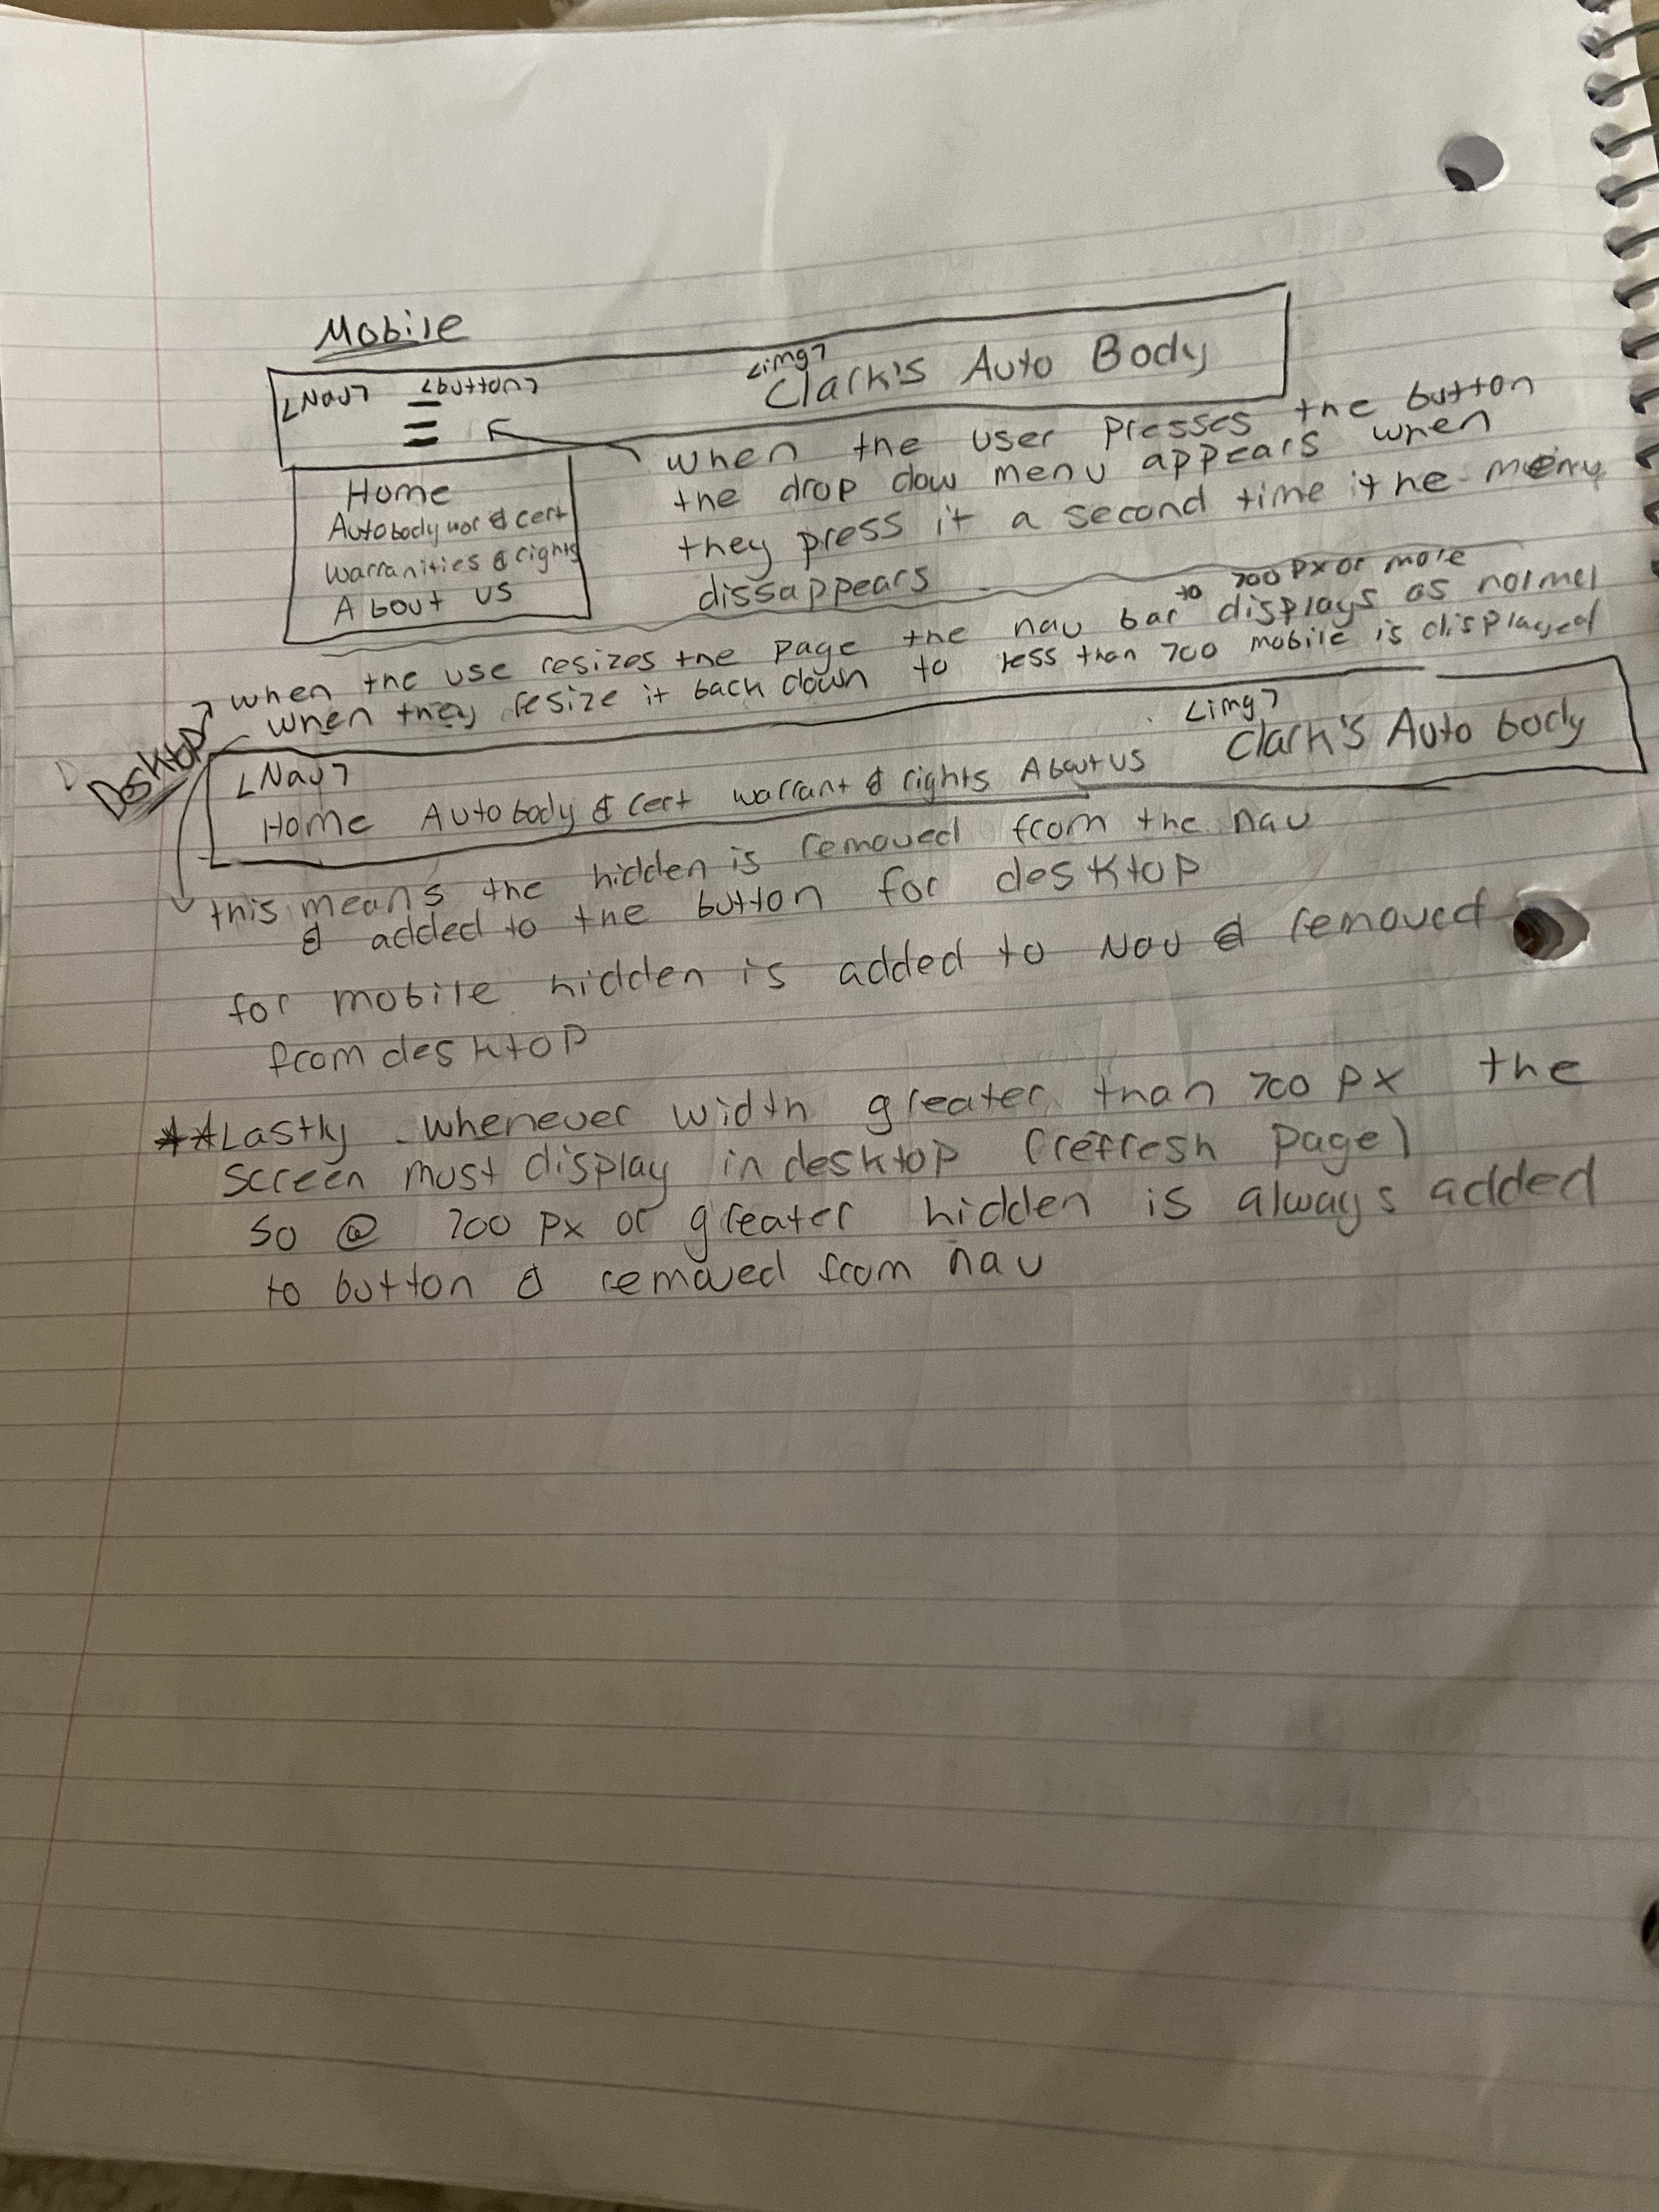 Mobile
<Nav> <button> <img> Clark's Auto Body
when the user presses the button
the drop dow menu appears when
they press it a second time the menu
dissappears
Home
Autobody wor & cert
Warranities & rights
About us
Desktop
when the use resizes the page the nav bar to 700 px or more displays as normel
when they resize it back down to less than 700 mobile is displayed
<Nav> <img> Clark's Auto body
Home Autobody & cert warrant & rights About us
this means the hidden is removed from the nav
& added to the button for desktop
for mobile hidden is added to Nav & removed
from desktop
**Lastly whenever width greater than 700 px the
screen must display in desktop (refresh page)
so @ 700 px or greater hidden is always added
to button & removed from nav